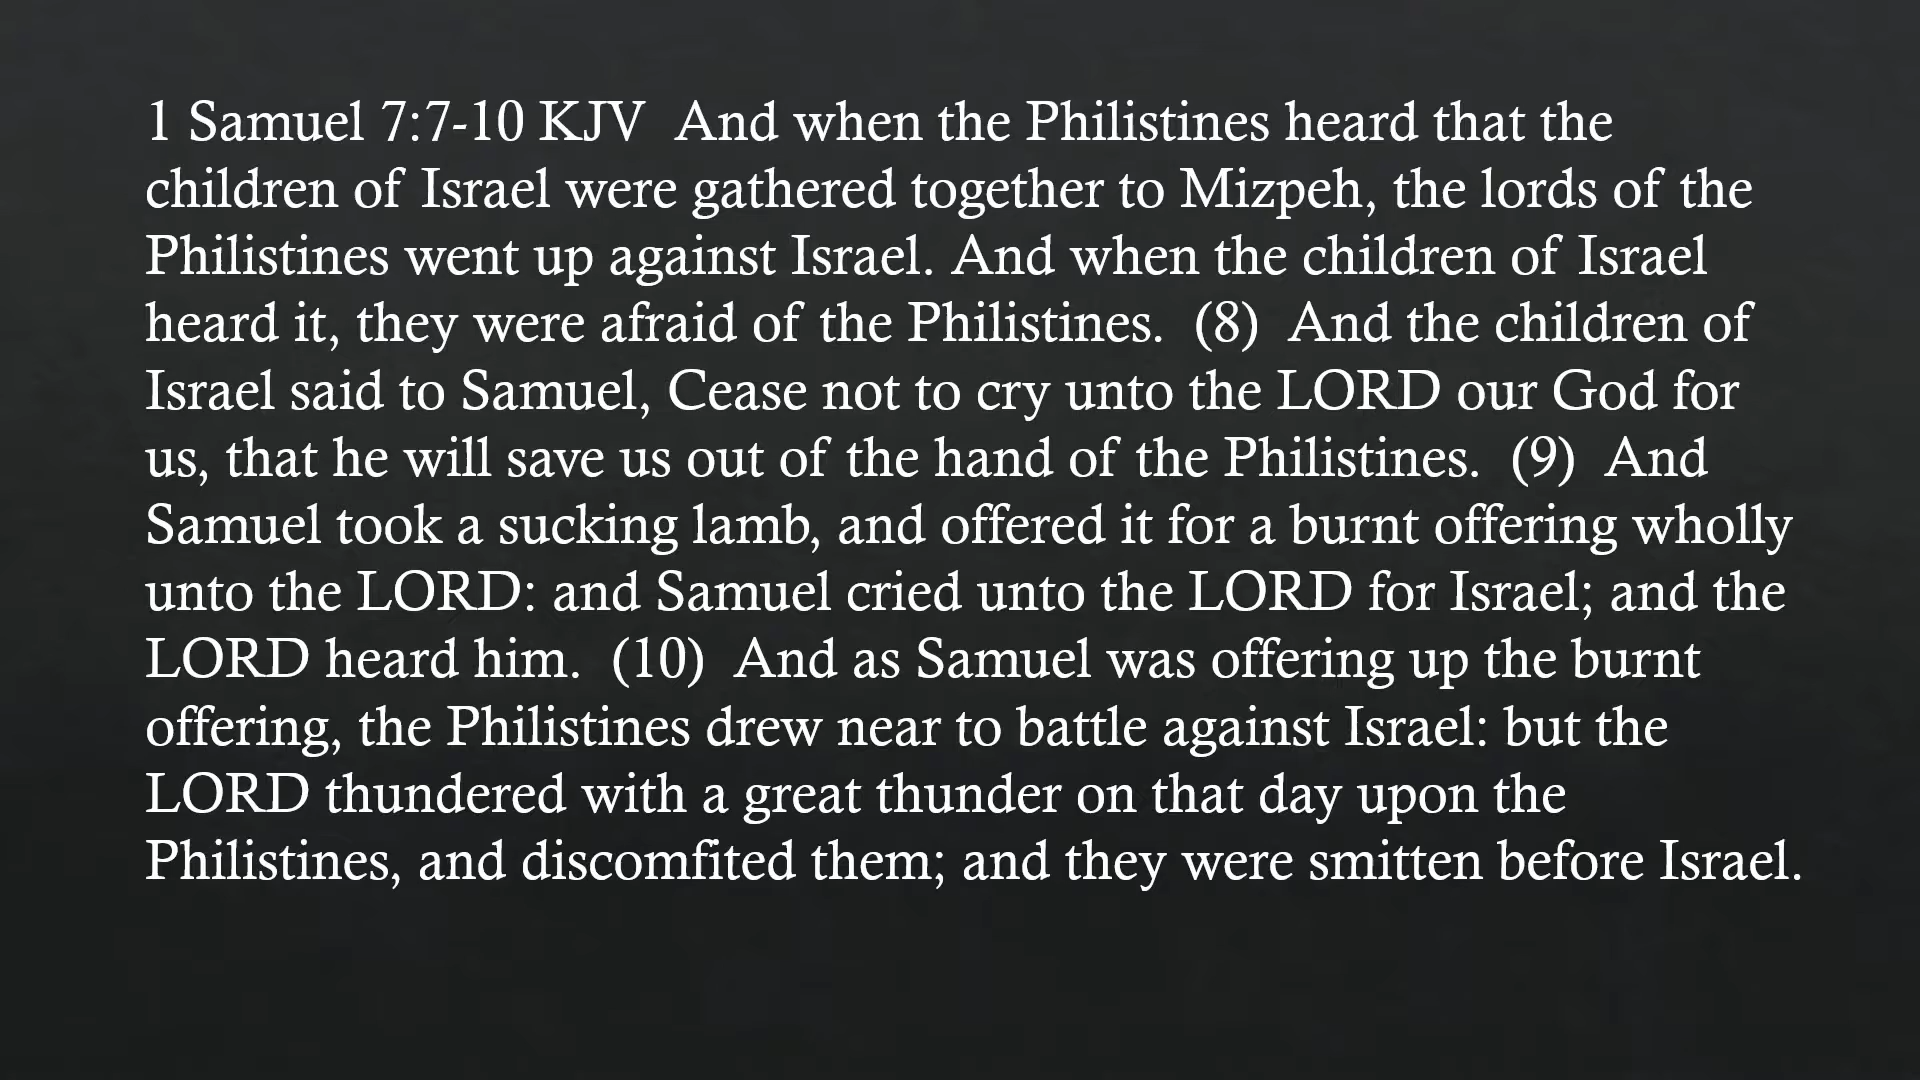 1 Samuel 7:7-10 KJV  And when the Philistines heard that the
children of Israel were gathered together to Mizpeh, the lords of the
Philistines went up against Israel. And when the children of Israel
heard it, they were afraid of the Philistines.  (8)  And the children of
Israel said to Samuel, Cease not to cry unto the LORD our God for
us, that he will save us out of the hand of the Philistines.  (9)  And
Samuel took a sucking lamb, and offered it for a burnt offering wholly
unto the LORD: and Samuel cried unto the LORD for Israel; and the
LORD heard him.  (10)  And as Samuel was offering up the burnt
offering, the Philistines drew near to battle against Israel: but the
LORD thundered with a great thunder on that day upon the
Philistines, and discomfited them; and they were smitten before Israel.